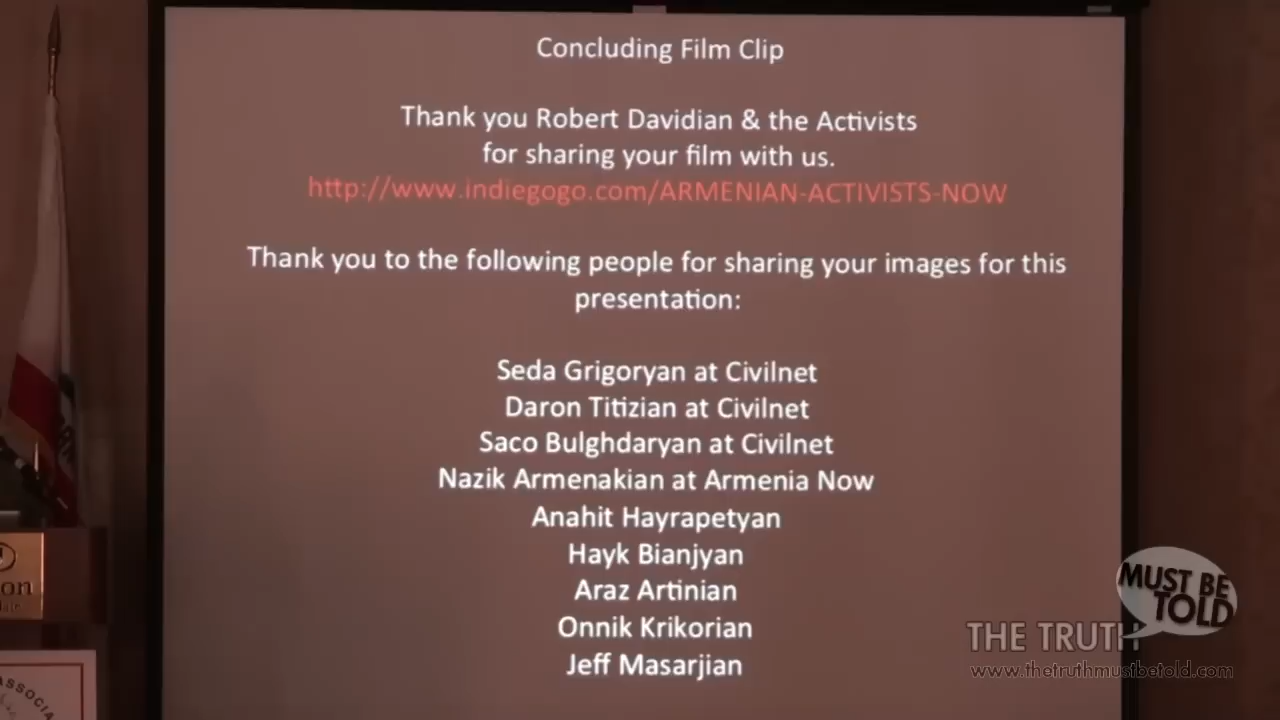 Concluding Film Clip
Thank you Robert Davidian & the Activists
for sharing your film with us.
http://www.indiegogo.com/ARMENIAN-ACTIVISTS-NOW
Thank you to the following people for sharing your images for this
presentation:
Seda Grigoryan at Civilnet
Daron Titizian at Civilnet
Saco Bulghdaryan at Civilnet
Nazik Armenakian at Armenia Now
Anahit Hayrapetyan
Hayk Bianjyan
Araz Artinian
Onnik Krikorian
Jeff Masarjian
MUST BE
TOLD
THE TRUTH
www.thetruthmustbetold.com